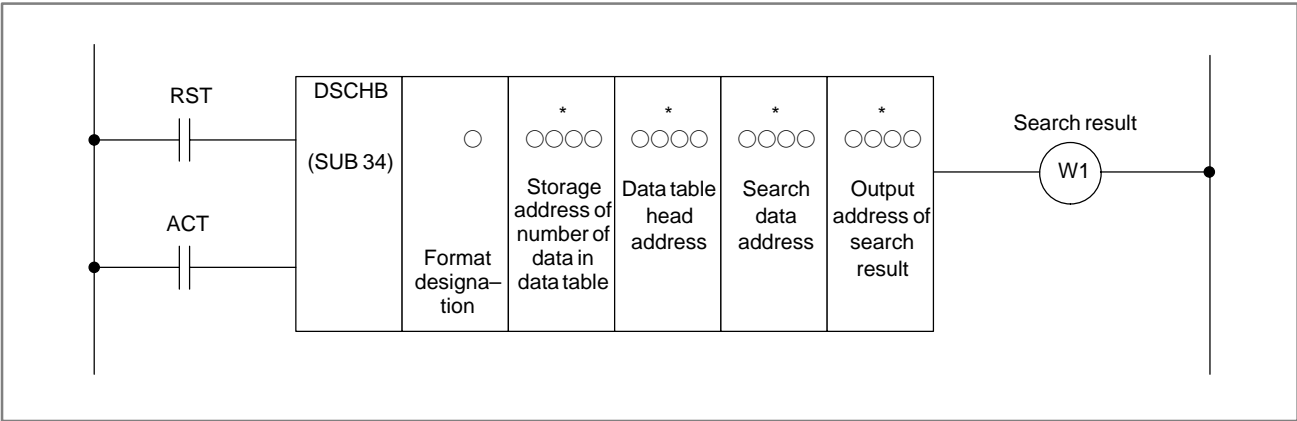 RST
ACT
DSCHB
(SUB 34)
○
Format
designa–
tion
*
○○○○
Storage
address of
number of
data in
data table
*
○○○○
Data table
head
address
*
○○○○
Search
data
address
*
○○○○
Output
address of
search
result
Search result
W1